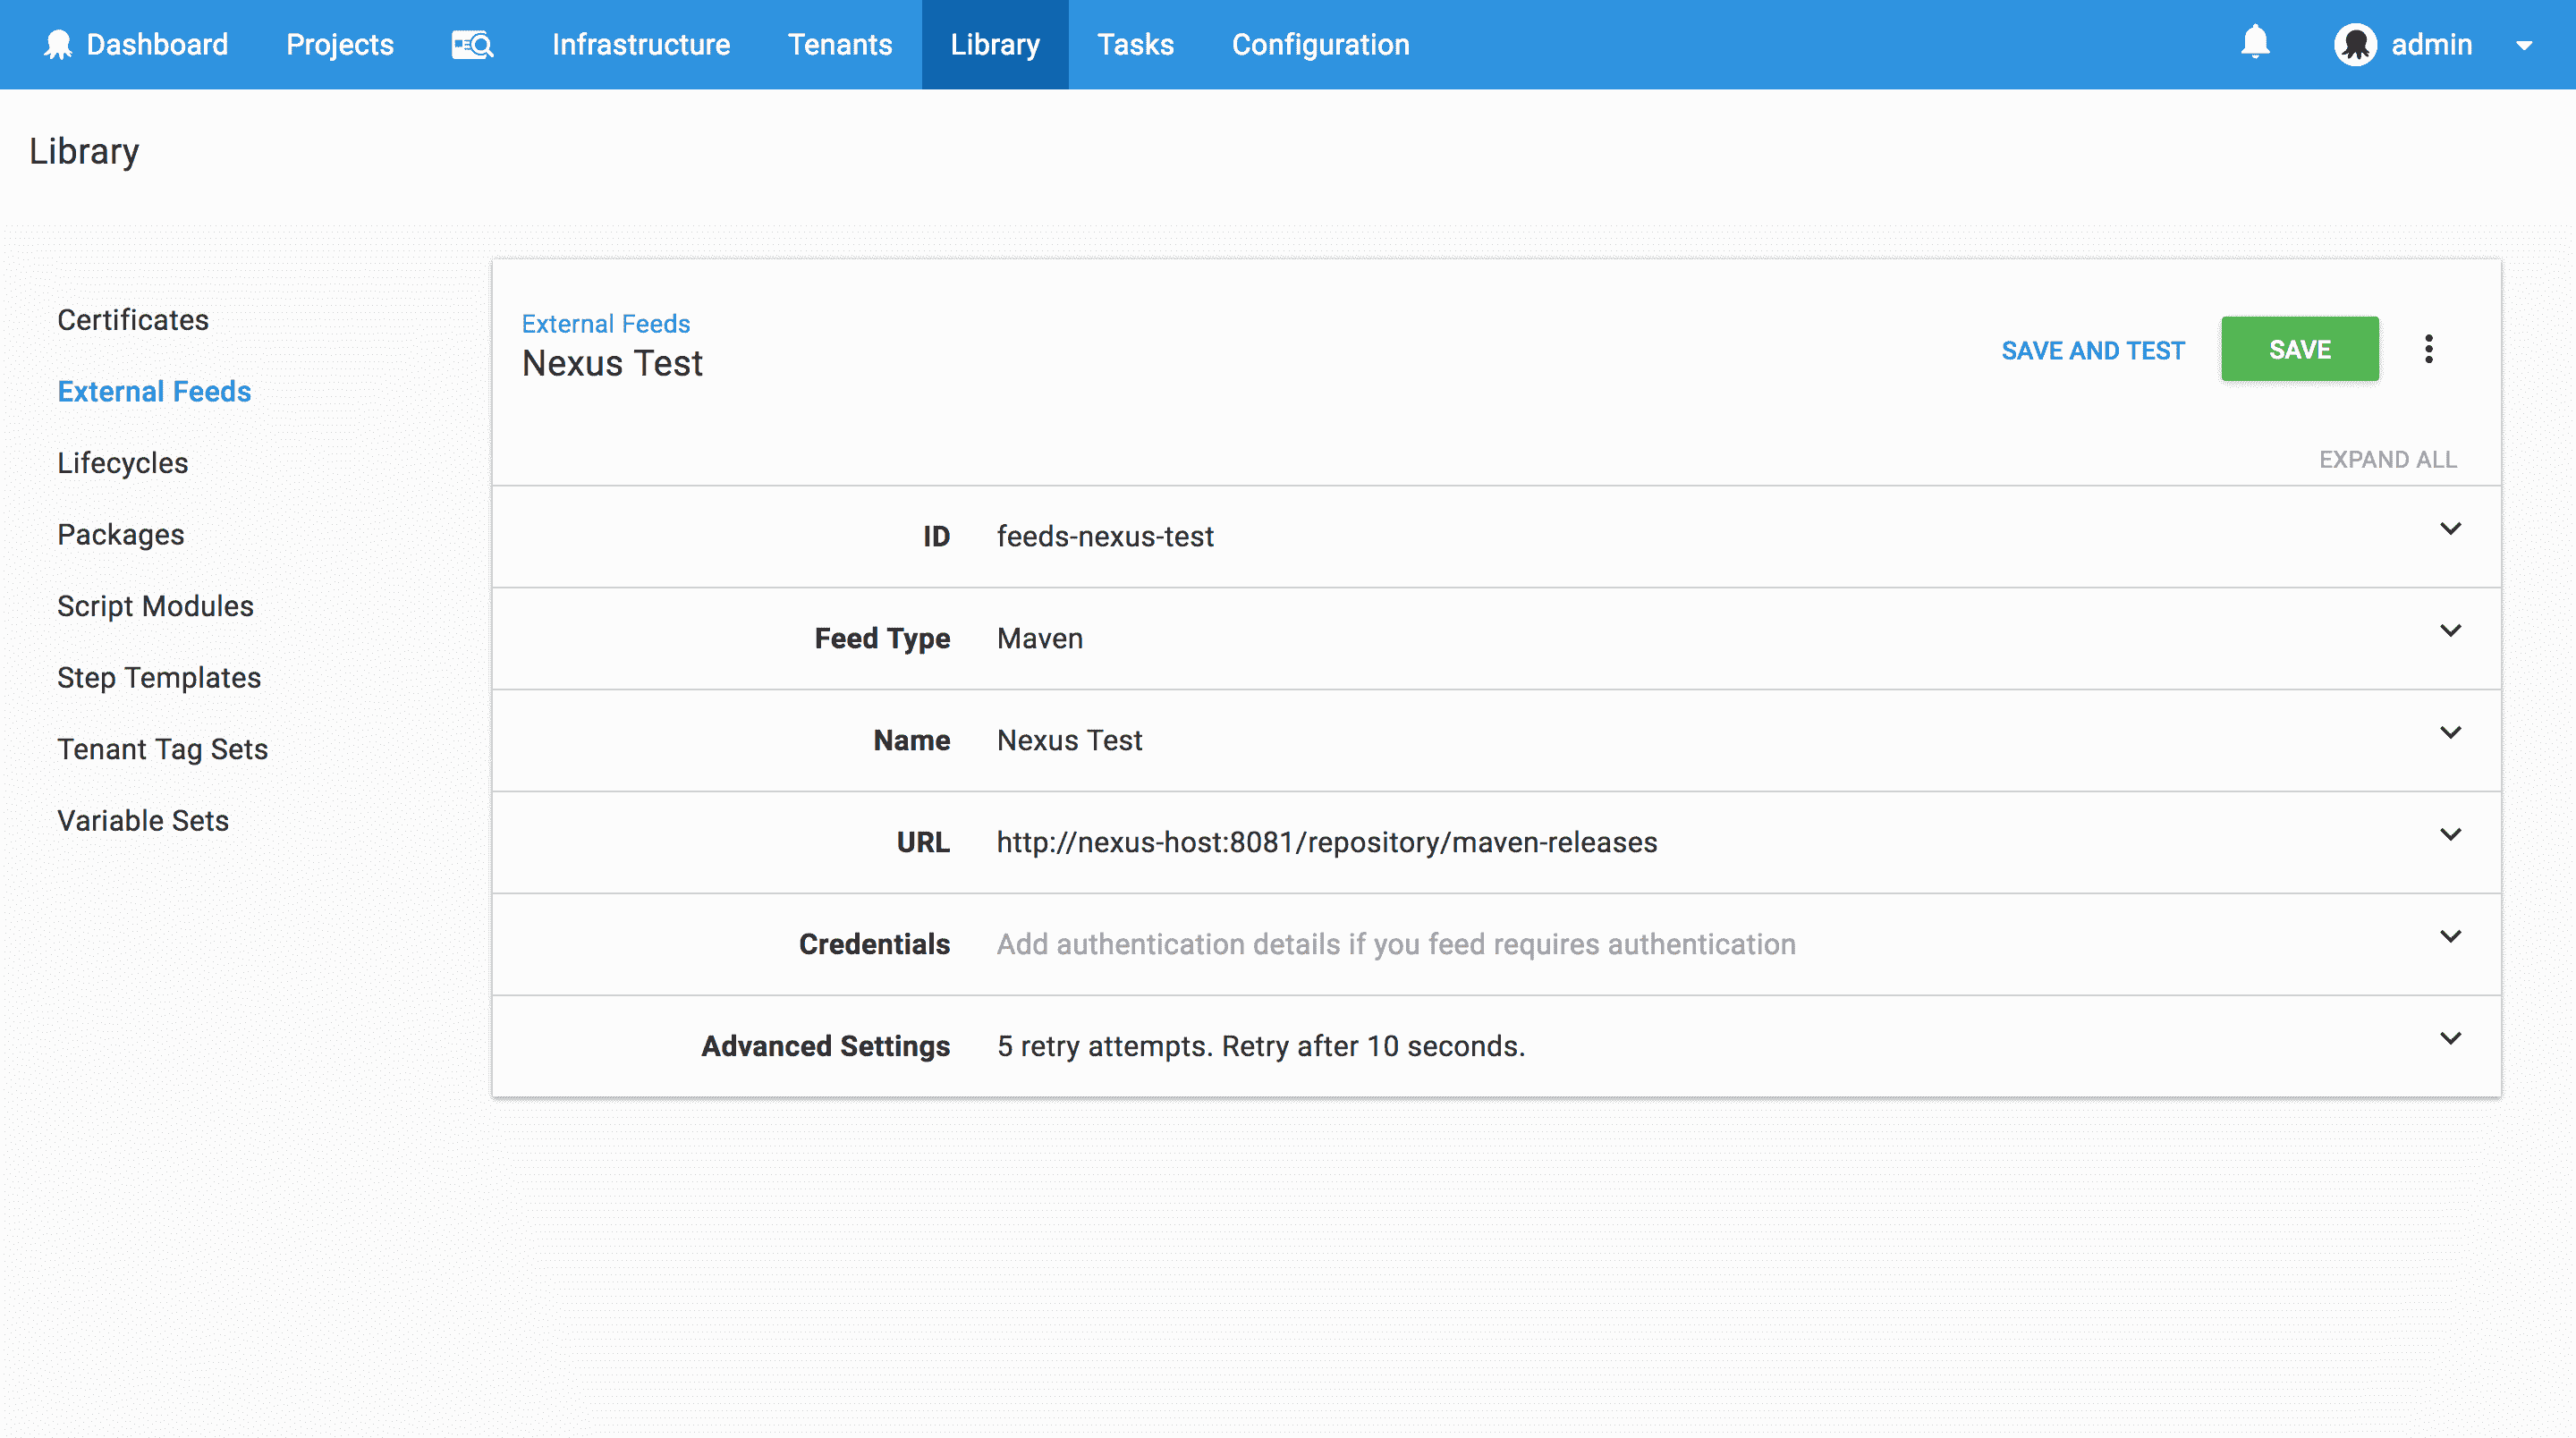 Dashboard Projects Infrastructure Tenants Library Tasks Configuration admin
Library
Certificates
External Feeds
Lifecycles
Packages
Script Modules
Step Templates
Tenant Tag Sets
Variable Sets
External Feeds
Nexus Test
SAVE AND TEST SAVE
EXPAND ALL
ID feeds-nexus-test
Feed Type Maven
Name Nexus Test
URL http://nexus-host:8081/repository/maven-releases
Credentials Add authentication details if you feed requires authentication
Advanced Settings 5 retry attempts. Retry after 10 seconds.